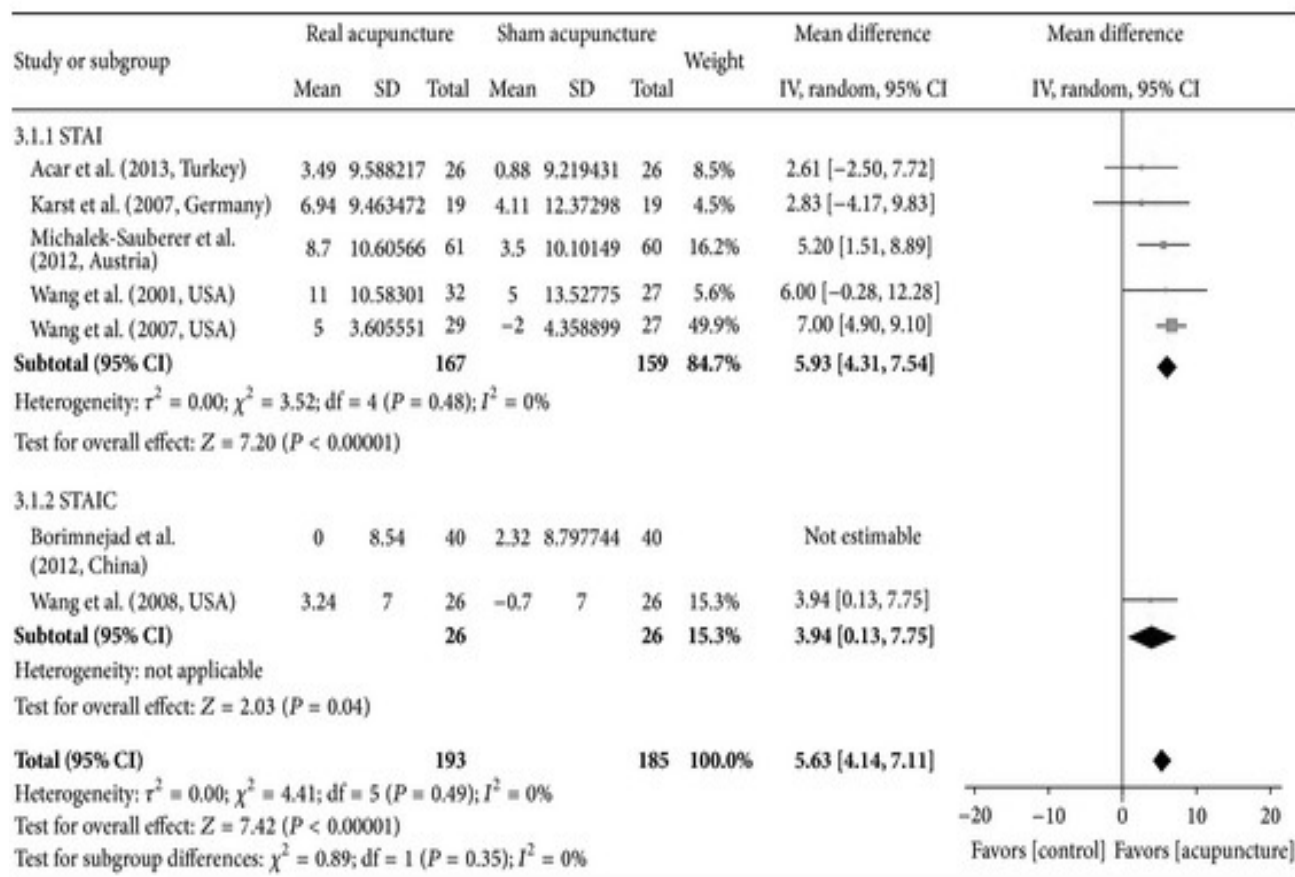 Study or subgroup Real acupuncture Sham acupuncture Weight Mean difference Mean difference
Mean SD Total Mean SD Total IV, random, 95% CI IV, random, 95% CI
3.1.1 STAI
Acar et al. (2013, Turkey) 3.49 9.588217 26 0.88 9.219431 26 8.5% 2.61 [−2.50, 7.72]
Karst et al. (2007, Germany) 6.94 9.463472 19 4.11 12.37298 19 4.5% 2.83 [−4.17, 9.83]
Michalek-Sauberer et al.
(2012, Austria) 8.7 10.60566 61 3.5 10.10149 60 16.2% 5.20 [1.51, 8.89]
Wang et al. (2001, USA) 11 10.58301 32 5 13.52775 27 5.6% 6.00 [−0.28, 12.28]
Wang et al. (2007, USA) 5 3.605551 29 −2 4.358899 27 49.9% 7.00 [4.90, 9.10]
Subtotal (95% CI) 167 159 84.7% 5.93 [4.31, 7.54]
Heterogeneity: τ² = 0.00; χ² = 3.52; df = 4 (P = 0.48); I² = 0%
Test for overall effect: Z = 7.20 (P < 0.00001)
3.1.2 STAIC
Borimnejad et al. 0 8.54 40 2.32 8.797744 40 Not estimable
(2012, China)
Wang et al. (2008, USA) 3.24 7 26 −0.7 7 26 15.3% 3.94 [0.13, 7.75]
Subtotal (95% CI) 26 26 15.3% 3.94 [0.13, 7.75]
Heterogeneity: not applicable
Test for overall effect: Z = 2.03 (P = 0.04)
Total (95% CI) 193 185 100.0% 5.63 [4.14, 7.11]
Heterogeneity: τ² = 0.00; χ² = 4.41; df = 5 (P = 0.49); I² = 0%
Test for overall effect: Z = 7.42 (P < 0.00001)
Test for subgroup differences: χ² = 0.89; df = 1 (P = 0.35); I² = 0%
−20 −10 0 10 20
Favors [control] Favors [acupuncture]